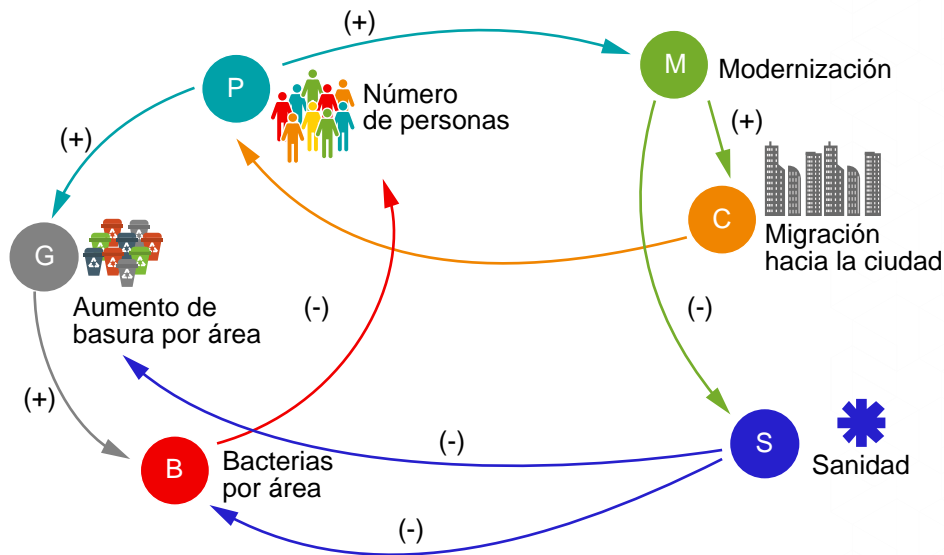 (+)
P
Número
de personas
M
Modernización
(+)
(+)
C
Migración
hacia la ciudad
G
Aumento de
basura por área
(-)
(-)
(+)
B
Bacterias
por área
(-)
S
Sanidad
(-)